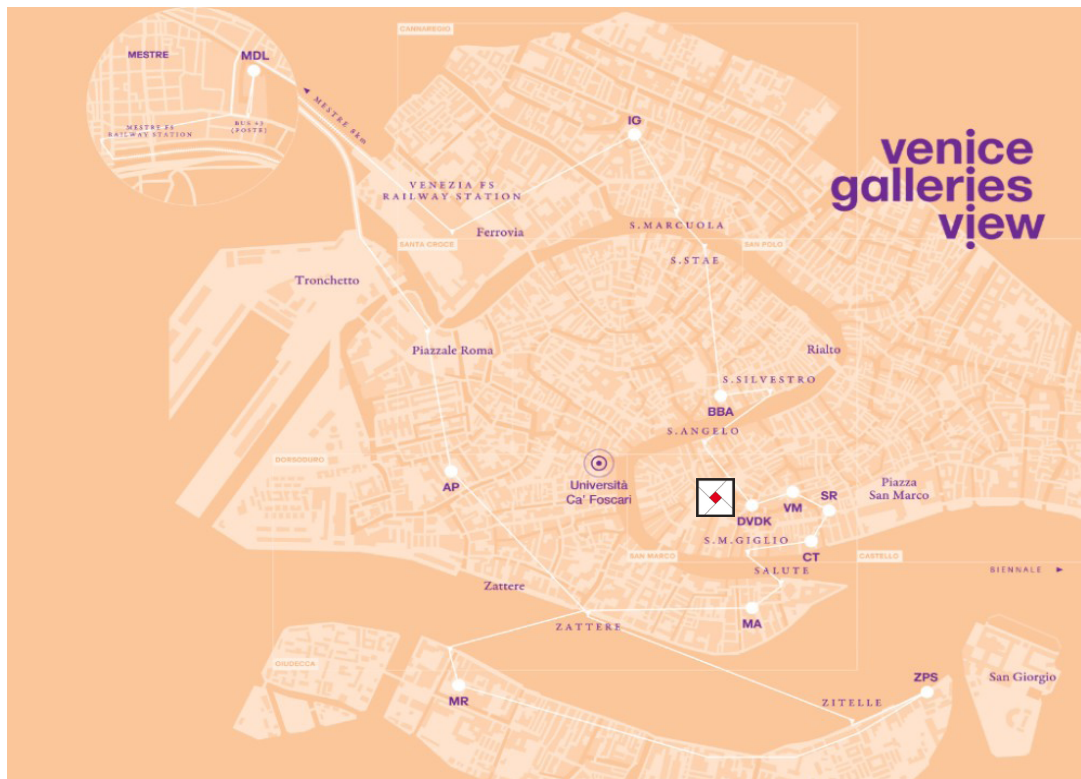 CANNAREGIO
MESTRE
MDL
MESTRE 8km
MESTRE FS
RAILWAY STATION
BUS 43
(POSTE)
IG
venice
galleries
view
VENEZIA FS
RAILWAY STATION
S.MARCUOLA
Ferrovia
SANTA CROCE
SAN POLO
S.STAE
Tronchetto
Piazzale Roma
Rialto
S.SILVESTRO
BBA
S.ANGELO
DORSODURO
AP
Università
Ca' Foscari
Piazza
San Marco
SR
VM
DVDK
S.M.GIGLIO
CT
SAN MARCO
CASTELLO
SALUTE
BIENNALE
Zattere
MA
ZATTERE
GIUDECCA
MR
ZPS
San Giorgio
ZITELLE